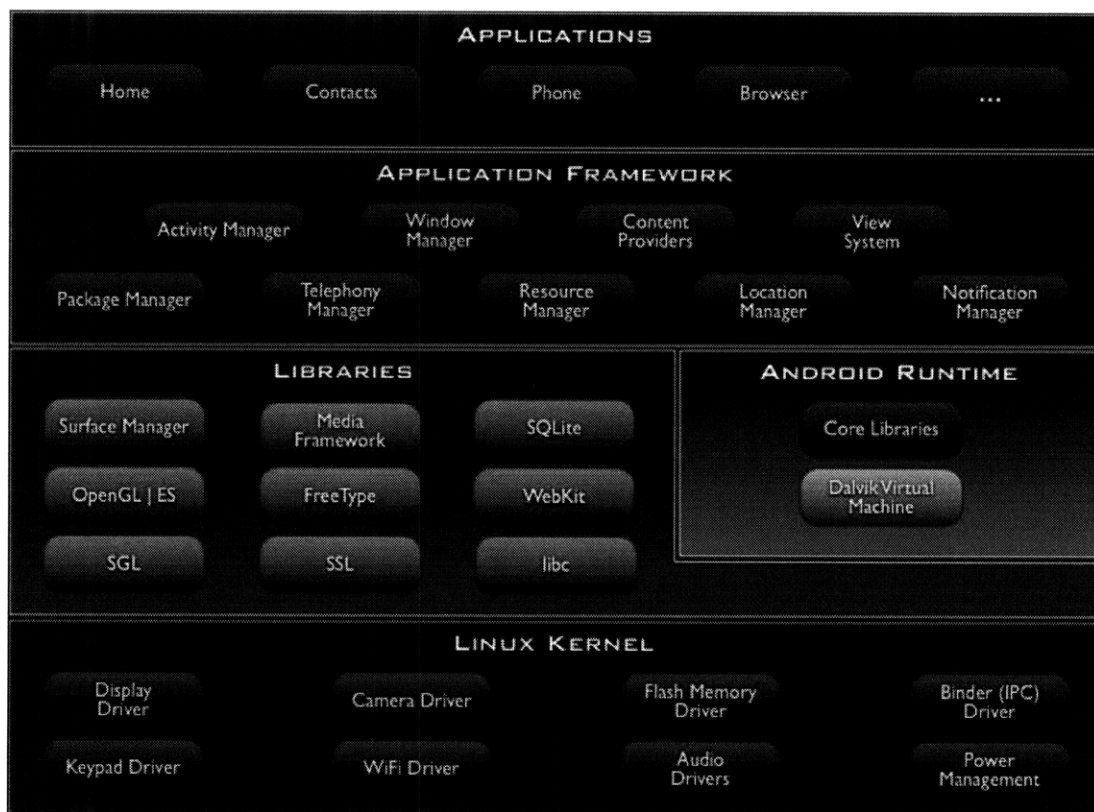 APPLICATIONS
Home
Contacts
Phone
Browser
...
APPLICATION FRAMEWORK
Activity Manager
Window
Manager
Content
Providers
View
System
Package Manager
Telephony
Manager
Resource
Manager
Location
Manager
Notification
Manager
LIBRARIES
Surface Manager
Media
Framework
SQLite
OpenGL | ES
FreeType
WebKit
SGL
SSL
libc
ANDROID RUNTIME
Core Libraries
Dalvik Virtual
Machine
LINUX KERNEL
Display
Driver
Camera Driver
Flash Memory
Driver
Binder (IPC)
Driver
Keypad Driver
WiFi Driver
Audio
Drivers
Power
Management